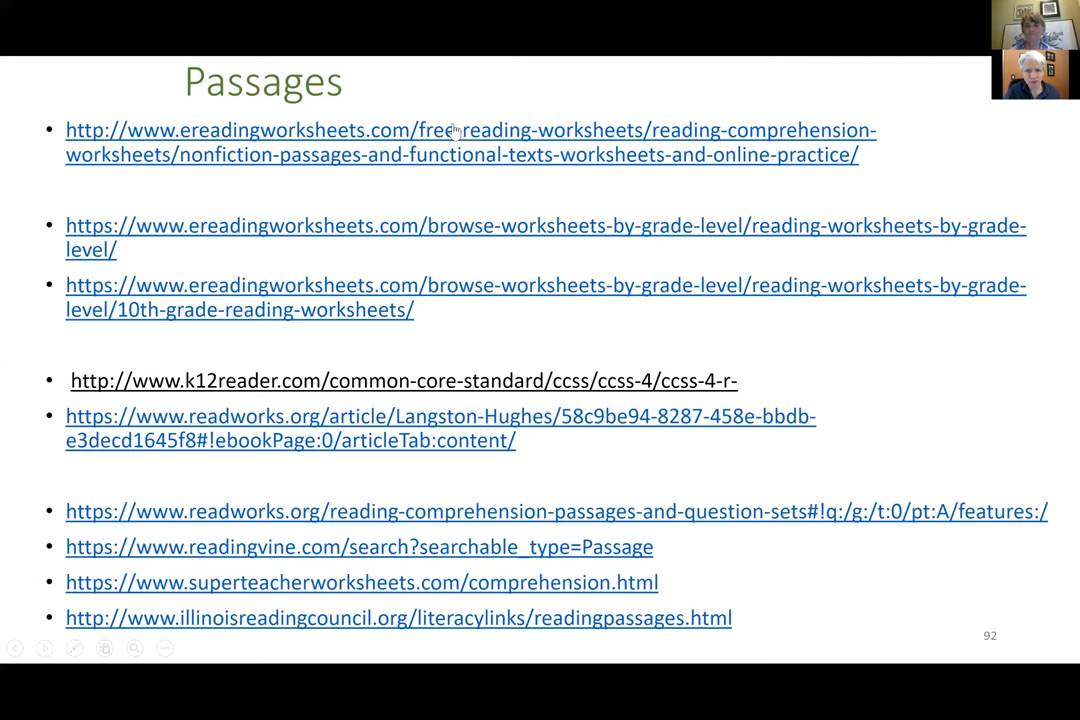 Passages
• http://www.ereadingworksheets.com/free-reading-worksheets/reading-comprehension-
worksheets/nonfiction-passages-and-functional-texts-worksheets-and-online-practice/
• https://www.ereadingworksheets.com/browse-worksheets-by-grade-level/reading-worksheets-by-grade-
level/
• https://www.ereadingworksheets.com/browse-worksheets-by-grade-level/reading-worksheets-by-grade-
level/10th-grade-reading-worksheets/
• http://www.k12reader.com/common-core-standard/ccss/ccss-4/ccss-4-r-
• https://www.readworks.org/article/Langston-Hughes/58c9be94-8287-458e-bbdb-
e3decd1645f8#!ebookPage:0/articleTab:content/
• https://www.readworks.org/reading-comprehension-passages-and-question-sets#!q:/g:/t:0/pt:A/features:/
• https://www.readingvine.com/search?searchable_type=Passage
• https://www.superteacherworksheets.com/comprehension.html
• http://www.illinoisreadingcouncil.org/literacylinks/readingpassages.html
92